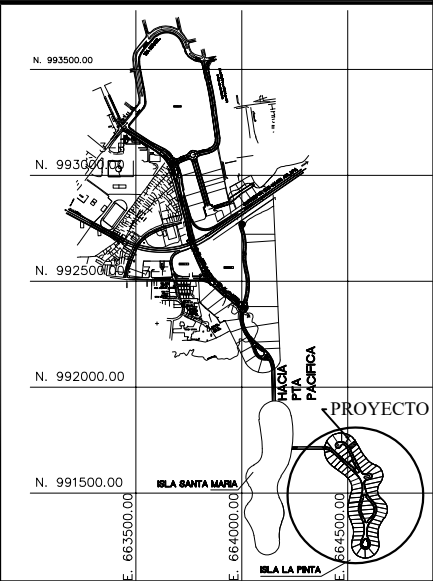 N. 993500.00
N. 993000.00
N. 992500.00
N. 992000.00
HACIA
PTA
PACIFICA
PROYECTO
N. 991500.00
ISLA SANTA MARIA
E. 663500.00
E. 664000.00
E. 664500.00
ISLA LA PINTA